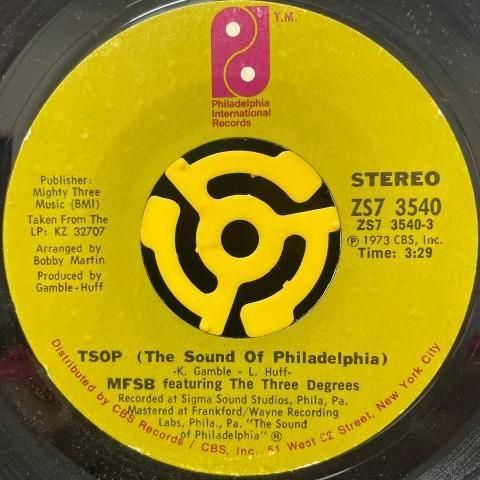 T.M.
Philadelphia
International
Records
Publisher:
Mighty Three
Music (BMI)
Taken From The
LP: KZ 32707
Arranged by
Bobby Martin
Produced by
Gamble-Huff
STEREO
ZS7 3540
ZS7 3540-3
Ⓟ 1973 CBS, Inc.
Time: 3:29
TSOP (The Sound Of Philadelphia)
-K. Gamble - L. Huff-
MFSB featuring The Three Degrees
Recorded at Sigma Sound Studios, Phila, Pa.
Mastered at Frankford/Wayne Recording
Labs, Phila., Pa. "The Sound
of Philadelphia" ®
Distributed by CBS Records / CBS, Inc., 51 West 52 Street, New York City